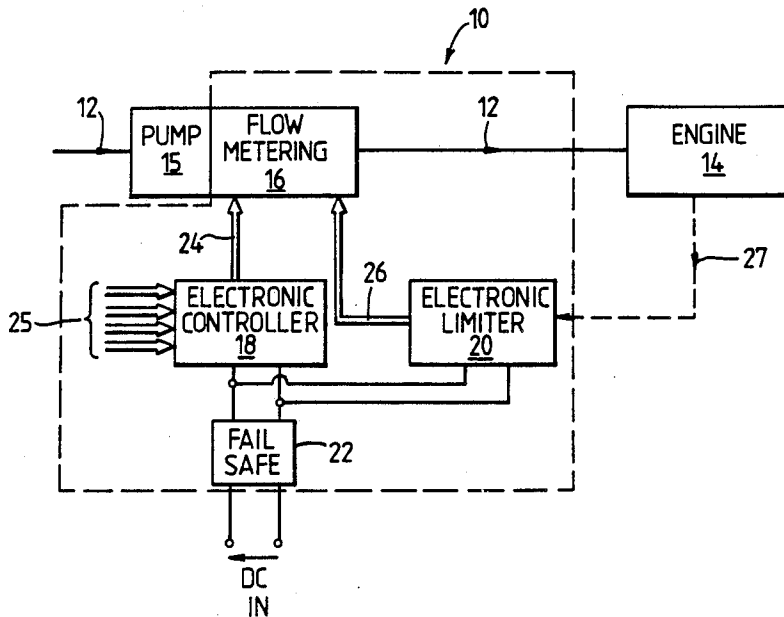 10
12
PUMP
15
FLOW
METERING
16
12
ENGINE
14
24
26
27
25
ELECTRONIC
CONTROLLER
18
ELECTRONIC
LIMITER
20
FAIL
SAFE
22
DC
IN